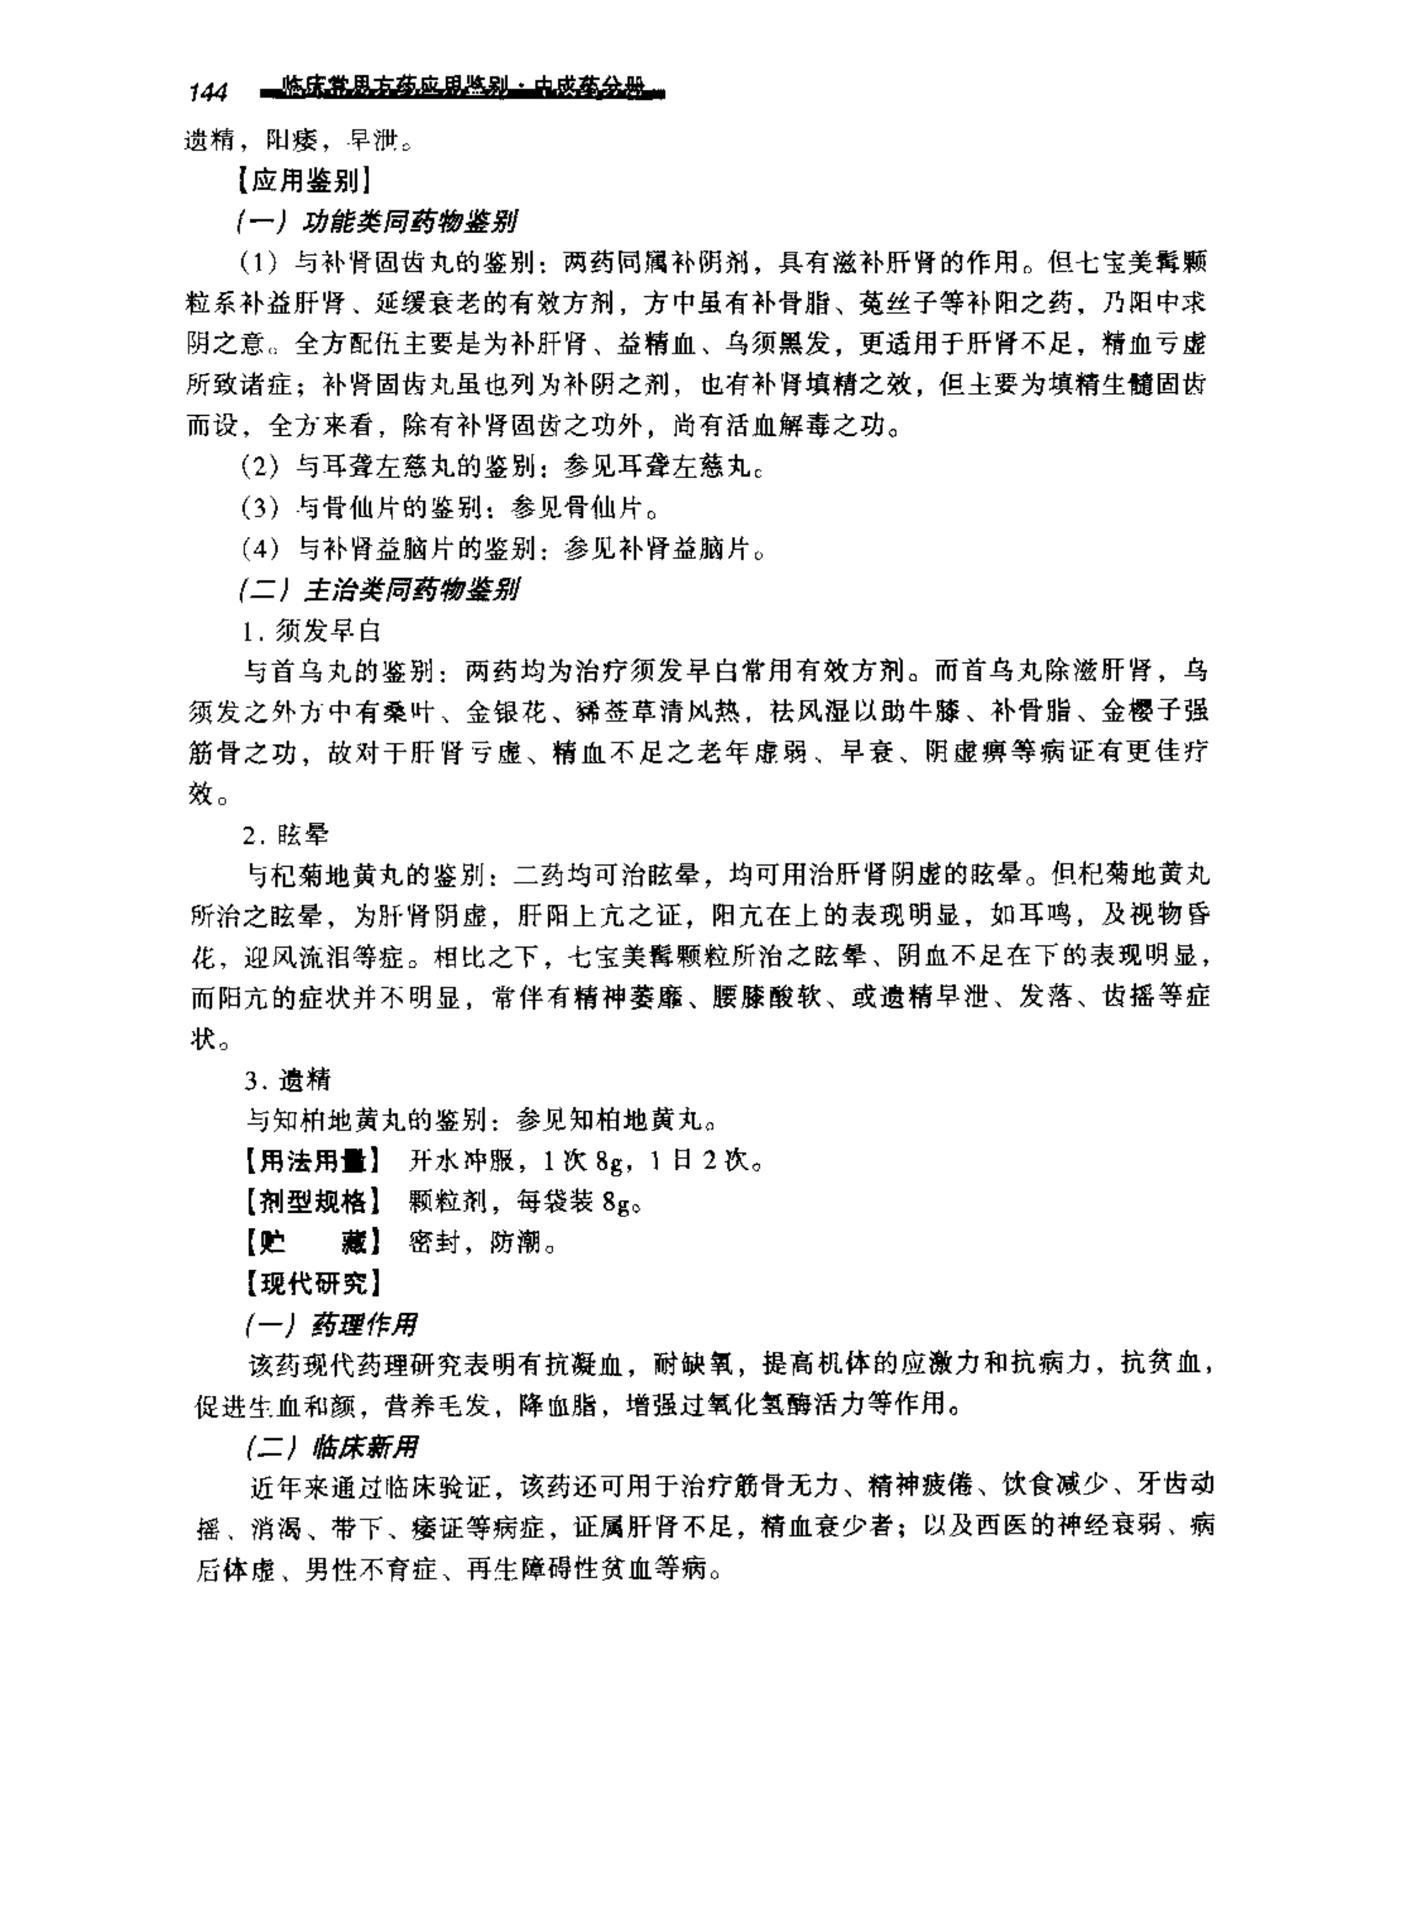 144 临床常用方药应用鉴别·中成药分册
遗精，阳痿，早泄。
【应用鉴别】
（一）功能类同药物鉴别
（1）与补肾固齿丸的鉴别：两药同属补阴剂，具有滋补肝肾的作用。但七宝美髯颗
粒系补益肝肾、延缓衰老的有效方剂，方中虽有补骨脂、菟丝子等补阳之药，乃阳中求
阴之意。全方配伍主要是为补肝肾、益精血、乌须黑发，更适用于肝肾不足，精血亏虚
所致诸症；补肾固齿丸虽也列为补阴之剂，也有补肾填精之效，但主要为填精生髓固齿
而设，全方来看，除有补肾固齿之功外，尚有活血解毒之功。
（2）与耳聋左慈丸的鉴别：参见耳聋左慈丸。
（3）与骨仙片的鉴别：参见骨仙片。
（4）与补肾益脑片的鉴别：参见补肾益脑片。
（二）主治类同药物鉴别
1. 须发早白
与首乌丸的鉴别：两药均为治疗须发早白常用有效方剂。而首乌丸除滋肝肾，乌
须发之外方中有桑叶、金银花、豨莶草清风热，祛风湿以助牛膝、补骨脂、金樱子强
筋骨之功，故对于肝肾亏虚、精血不足之老年虚弱、早衰、阴虚痹等病证有更佳疗
效。
2. 眩晕
与杞菊地黄丸的鉴别：二药均可治眩晕，均可用治肝肾阴虚的眩晕。但杞菊地黄丸
所治之眩晕，为肝肾阴虚，肝阳上亢之证，阳亢在上的表现明显，如耳鸣，及视物昏
花，迎风流泪等症。相比之下，七宝美髯颗粒所治之眩晕、阴血不足在下的表现明显，
而阳亢的症状并不明显，常伴有精神萎靡、腰膝酸软、或遗精早泄、发落、齿摇等症
状。
3. 遗精
与知柏地黄丸的鉴别：参见知柏地黄丸。
【用法用量】 开水冲服，1次8g，1日2次。
【剂型规格】 颗粒剂，每袋装8g。
【贮　　藏】 密封，防潮。
【现代研究】
（一）药理作用
该药现代药理研究表明有抗凝血，耐缺氧，提高机体的应激力和抗病力，抗贫血，
促进生血和颜，营养毛发，降血脂，增强过氧化氢酶活力等作用。
（二）临床新用
近年来通过临床验证，该药还可用于治疗筋骨无力、精神疲倦、饮食减少、牙齿动
摇、消渴、带下、痿证等病症，证属肝肾不足，精血衰少者；以及西医的神经衰弱、病
后体虚、男性不育症、再生障碍性贫血等病。